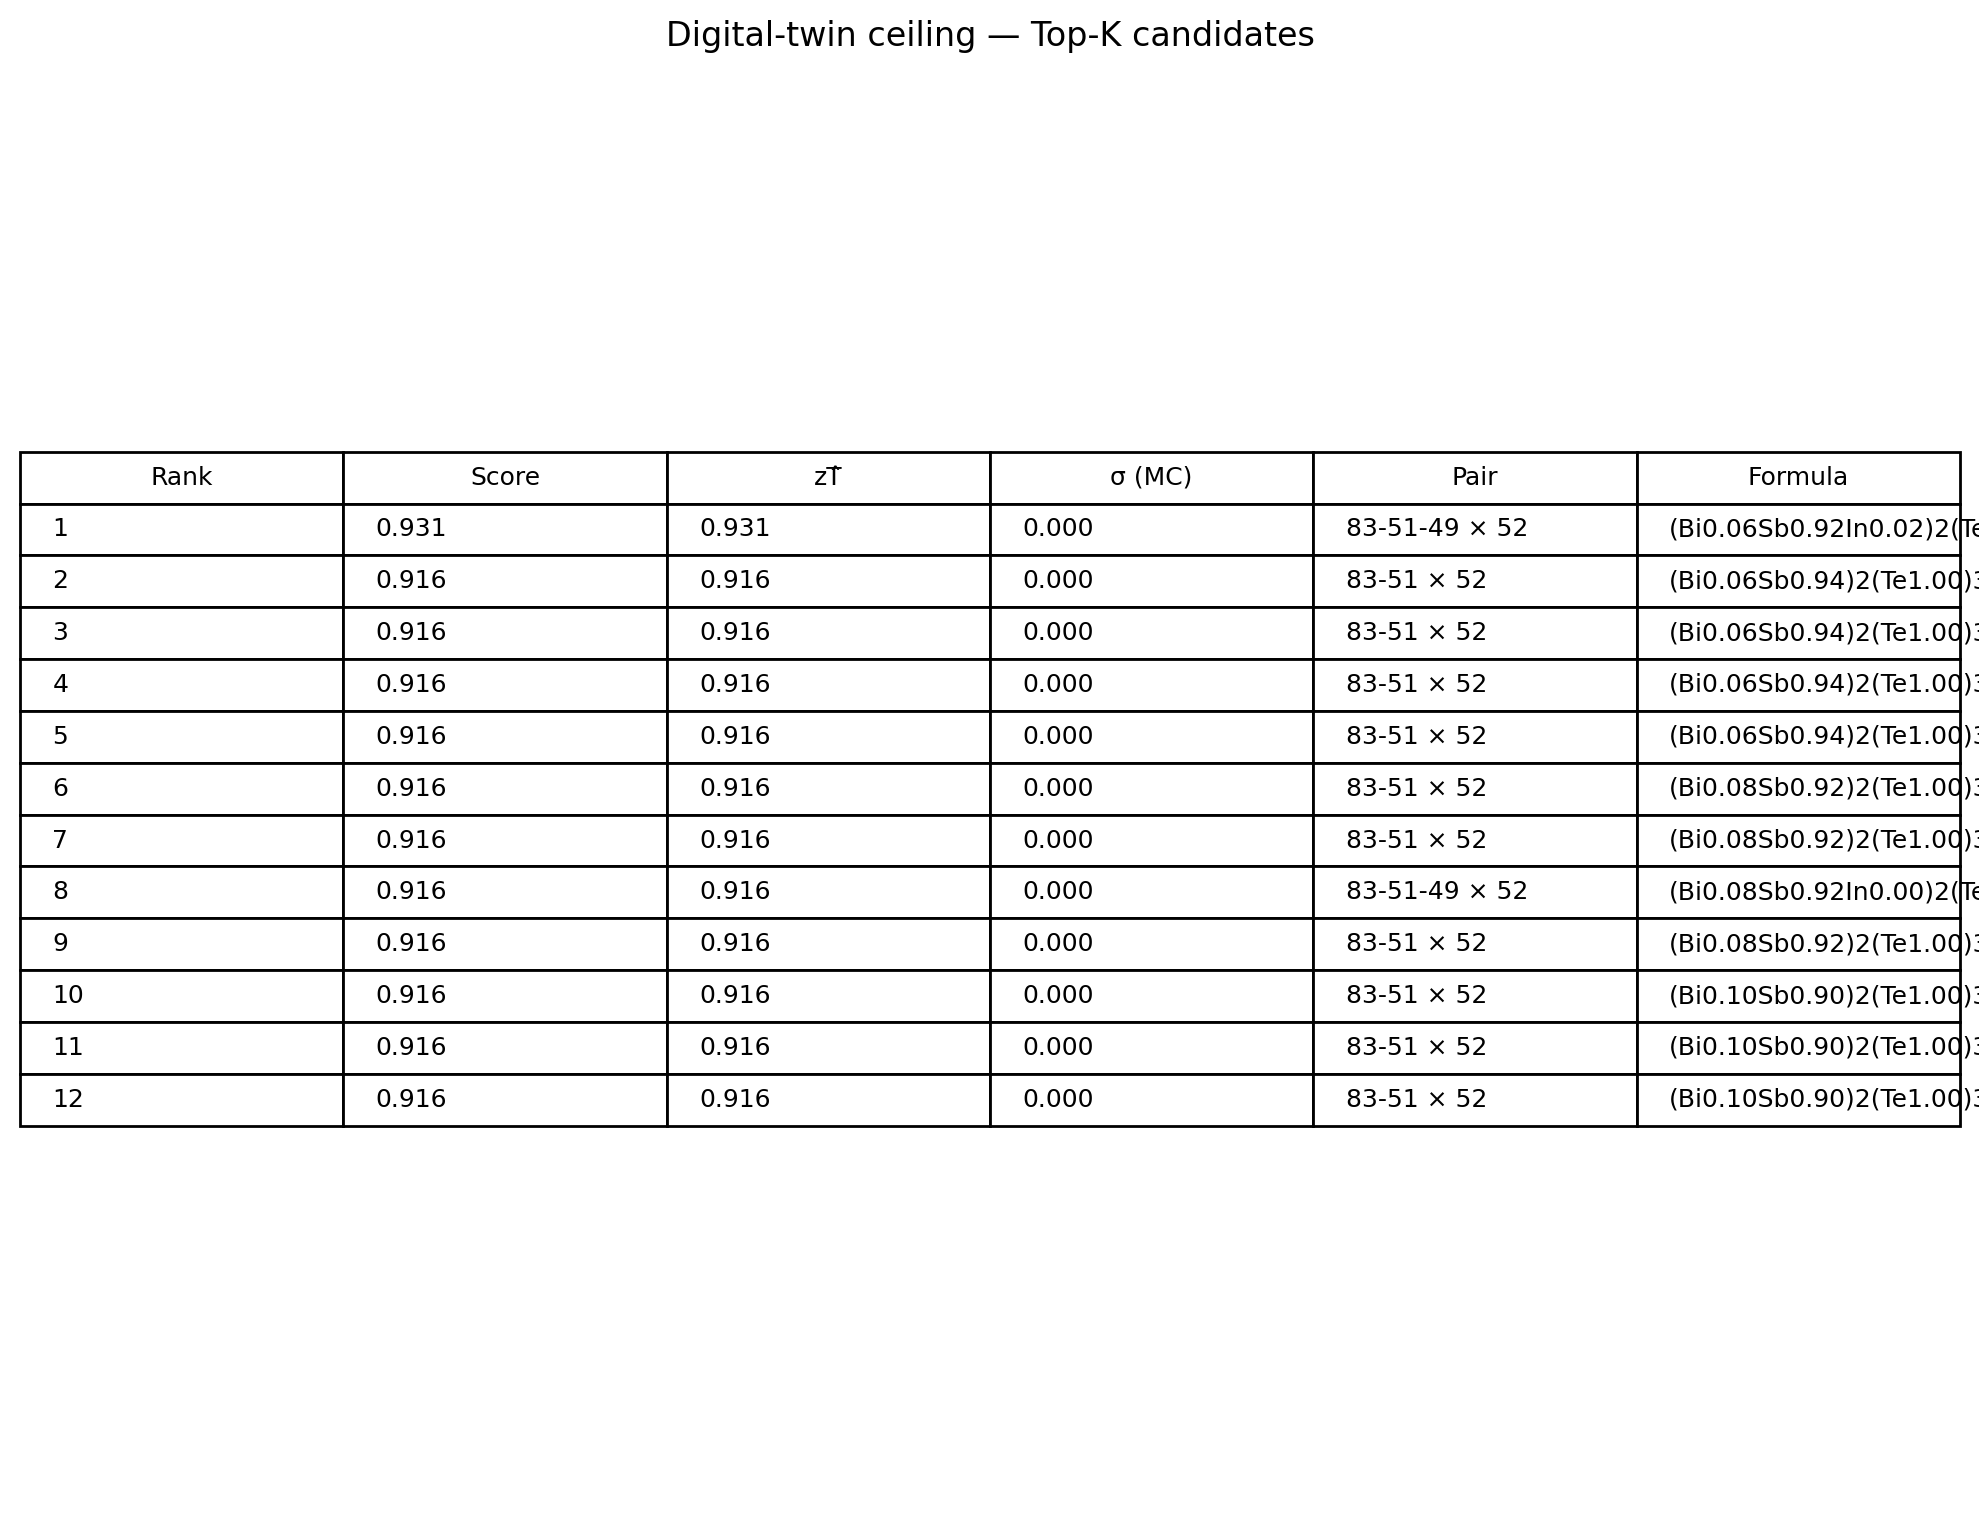 Digital-twin ceiling — Top-K candidates
Rank Score zT̂ σ (MC) Pair Formula
1 0.931 0.931 0.000 83-51-49 × 52 (Bi0.06Sb0.92In0.02)2(Te
2 0.916 0.916 0.000 83-51 × 52 (Bi0.06Sb0.94)2(Te1.00)3
3 0.916 0.916 0.000 83-51 × 52 (Bi0.06Sb0.94)2(Te1.00)3
4 0.916 0.916 0.000 83-51 × 52 (Bi0.06Sb0.94)2(Te1.00)3
5 0.916 0.916 0.000 83-51 × 52 (Bi0.06Sb0.94)2(Te1.00)3
6 0.916 0.916 0.000 83-51 × 52 (Bi0.08Sb0.92)2(Te1.00)3
7 0.916 0.916 0.000 83-51 × 52 (Bi0.08Sb0.92)2(Te1.00)3
8 0.916 0.916 0.000 83-51-49 × 52 (Bi0.08Sb0.92In0.00)2(Te
9 0.916 0.916 0.000 83-51 × 52 (Bi0.08Sb0.92)2(Te1.00)3
10 0.916 0.916 0.000 83-51 × 52 (Bi0.10Sb0.90)2(Te1.00)3
11 0.916 0.916 0.000 83-51 × 52 (Bi0.10Sb0.90)2(Te1.00)3
12 0.916 0.916 0.000 83-51 × 52 (Bi0.10Sb0.90)2(Te1.00)3